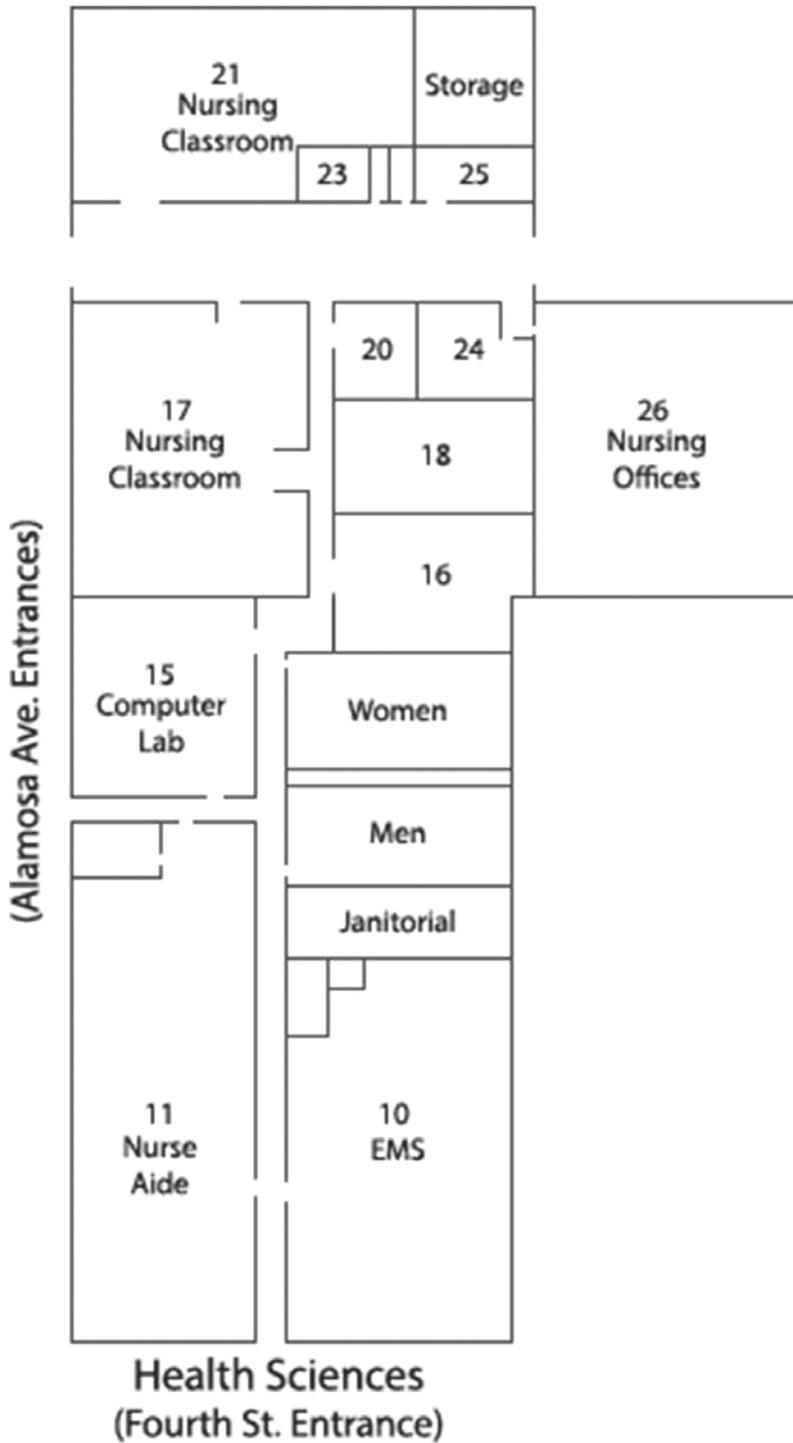 21
Nursing
Classroom
Storage
23
25
20
24
17
Nursing
Classroom
18
26
Nursing
Offices
16
(Alamosa Ave. Entrances)
15
Computer
Lab
Women
Men
Janitorial
11
Nurse
Aide
10
EMS
Health Sciences
(Fourth St. Entrance)